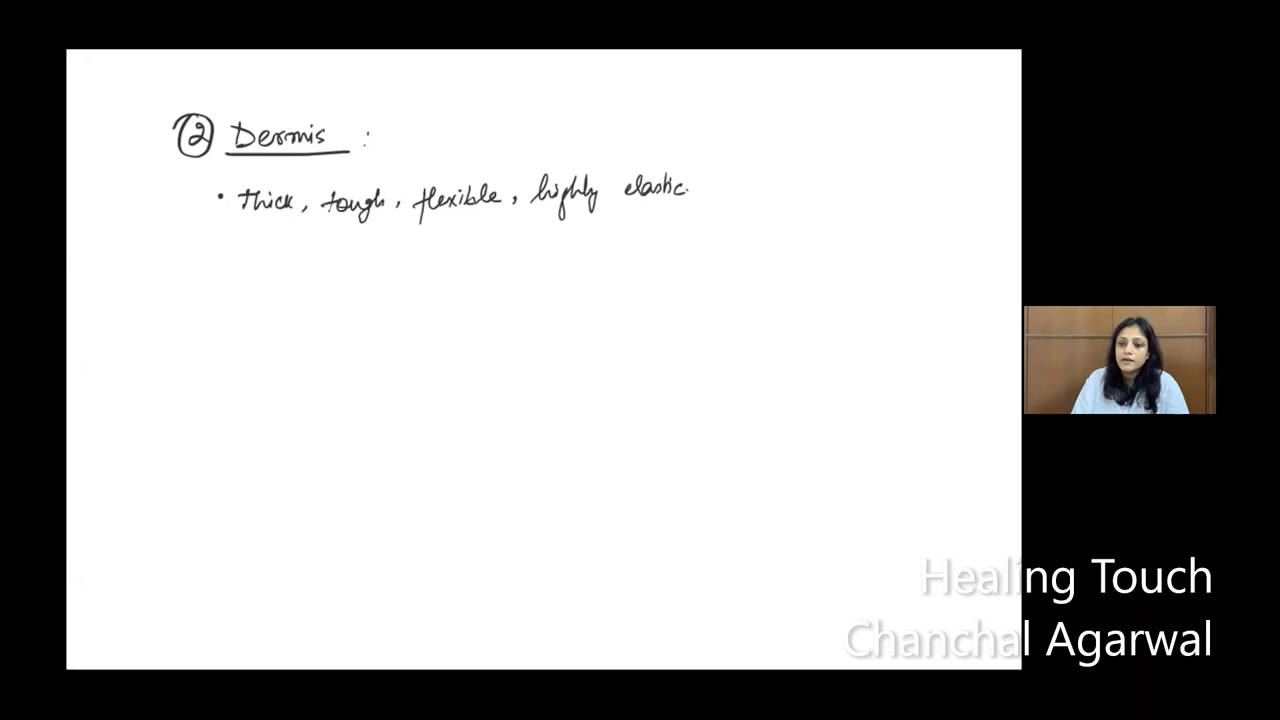 ② Dermis :
• thick, tough, flexible, highly elastic.
Healing Touch
Chanchal Agarwal